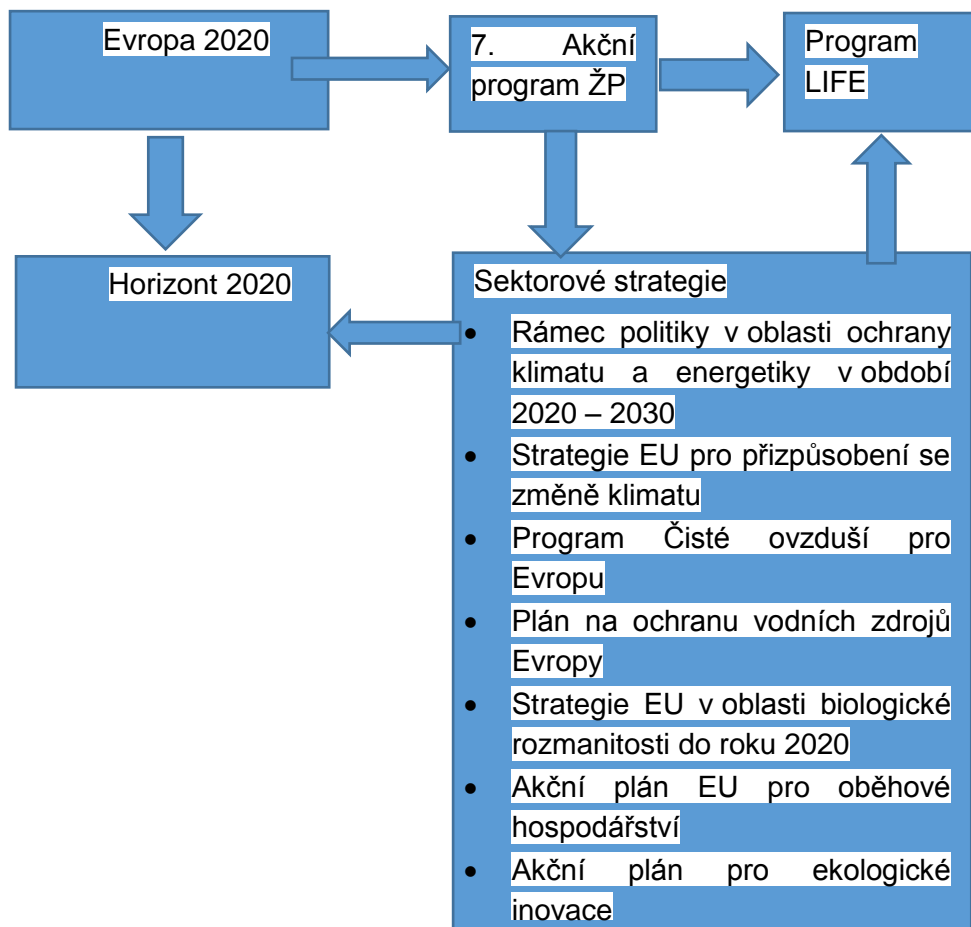 Evropa 2020
7. Akční
program ŽP
Program
LIFE
Horizont 2020
Sektorové strategie
• Rámec politiky v oblasti ochrany
klimatu a energetiky v období
2020 – 2030
• Strategie EU pro přizpůsobení se
změně klimatu
• Program Čisté ovzduší pro
Evropu
• Plán na ochranu vodních zdrojů
Evropy
• Strategie EU v oblasti biologické
rozmanitosti do roku 2020
• Akční plán EU pro oběhové
hospodářství
• Akční plán pro ekologické
inovace